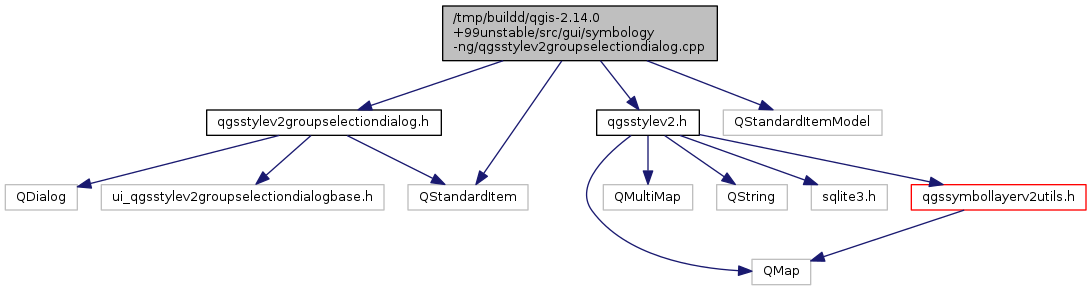 /tmp/buildd/qgis-2.14.0
+99unstable/src/gui/symbology
-ng/qgsstylev2groupselectiondialog.cpp
qgsstylev2groupselectiondialog.h
qgsstylev2.h
QStandardItemModel
QDialog
ui_qgsstylev2groupselectiondialogbase.h
QStandardItem
QMultiMap
QString
sqlite3.h
qgssymbollayerv2utils.h
QMap